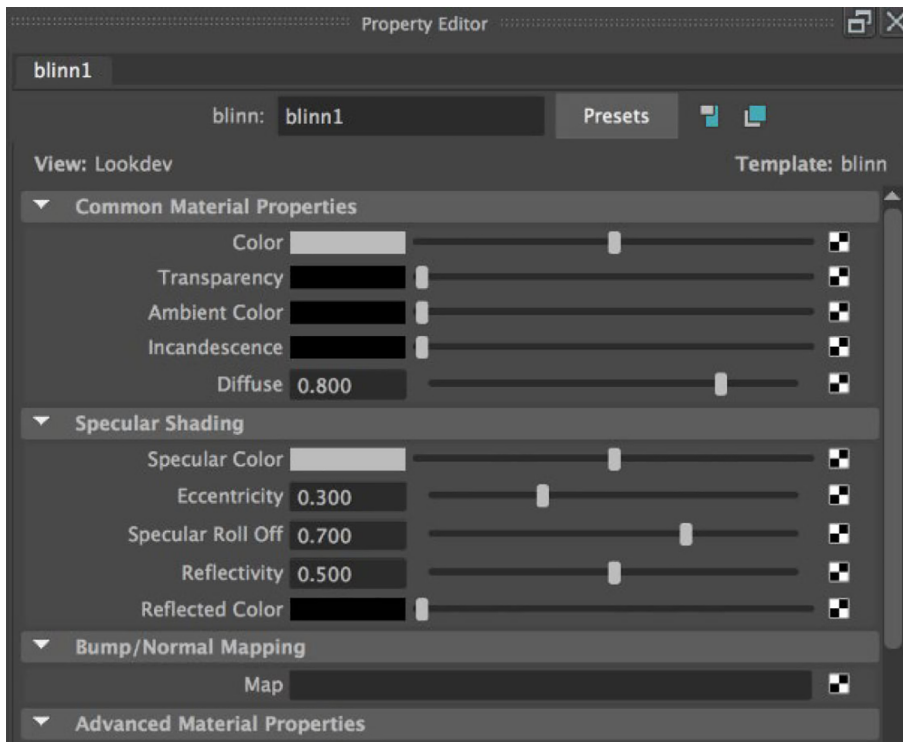 Property Editor
blinn1
blinn: blinn1 Presets
View: Lookdev Template: blinn
Common Material Properties
Color
Transparency
Ambient Color
Incandescence
Diffuse 0.800
Specular Shading
Specular Color
Eccentricity 0.300
Specular Roll Off 0.700
Reflectivity 0.500
Reflected Color
Bump/Normal Mapping
Map
Advanced Material Properties